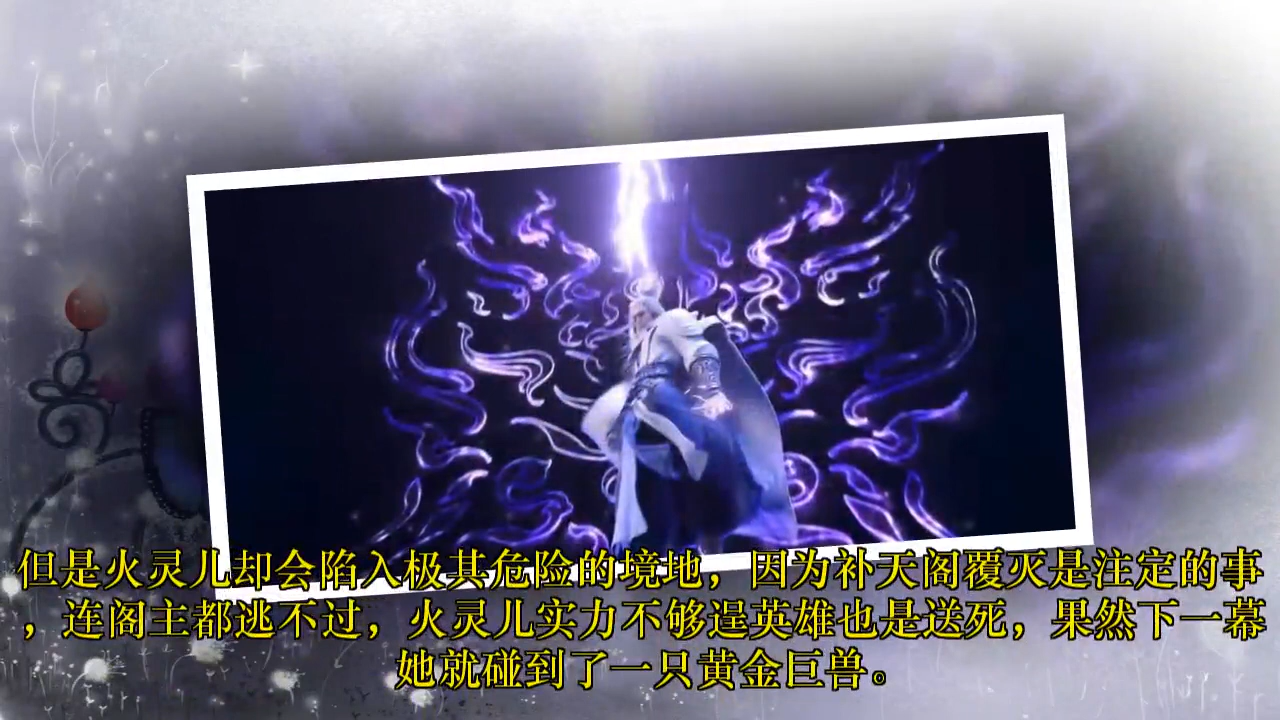 但是火灵儿却会陷入极其危险的境地，因为补天阁覆灭是注定的事
，连阁主都逃不过，火灵儿实力不够逞英雄也是送死，果然下一幕
她就碰到了一只黄金巨兽。